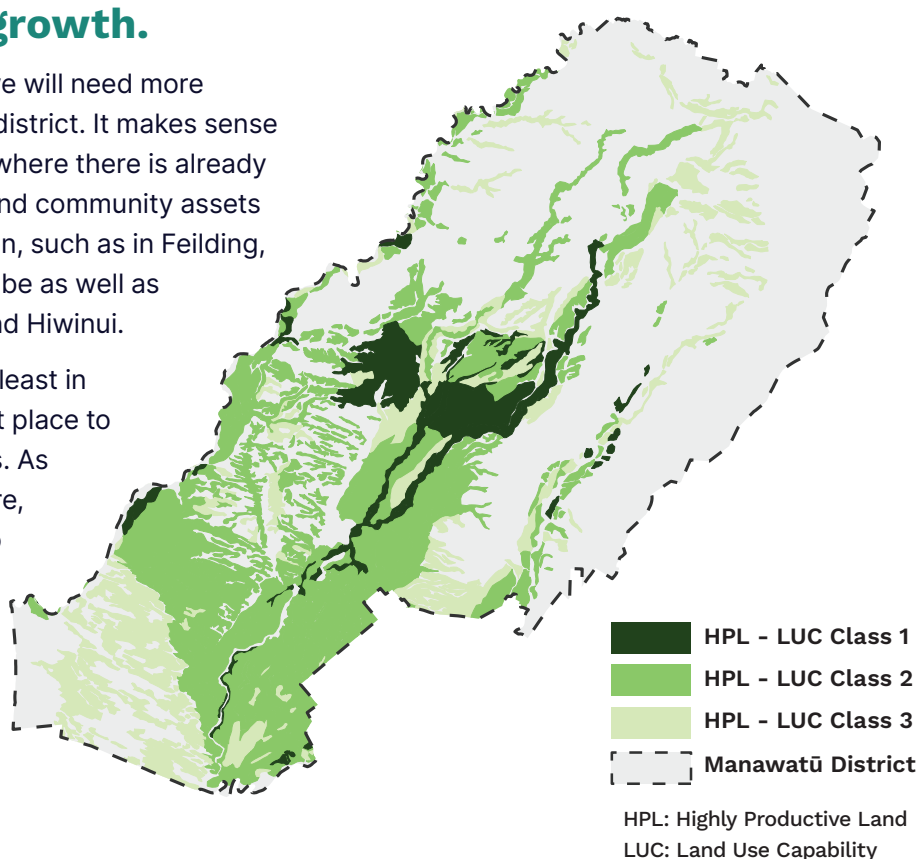 growth.
we will need more
district. It makes sense
where there is already
and community assets
n, such as in Feilding,
be as well as
nd Hiwinui.
least in
t place to
s. As
re,
HPL - LUC Class 1
HPL - LUC Class 2
HPL - LUC Class 3
Manawatū District
HPL: Highly Productive Land
LUC: Land Use Capability